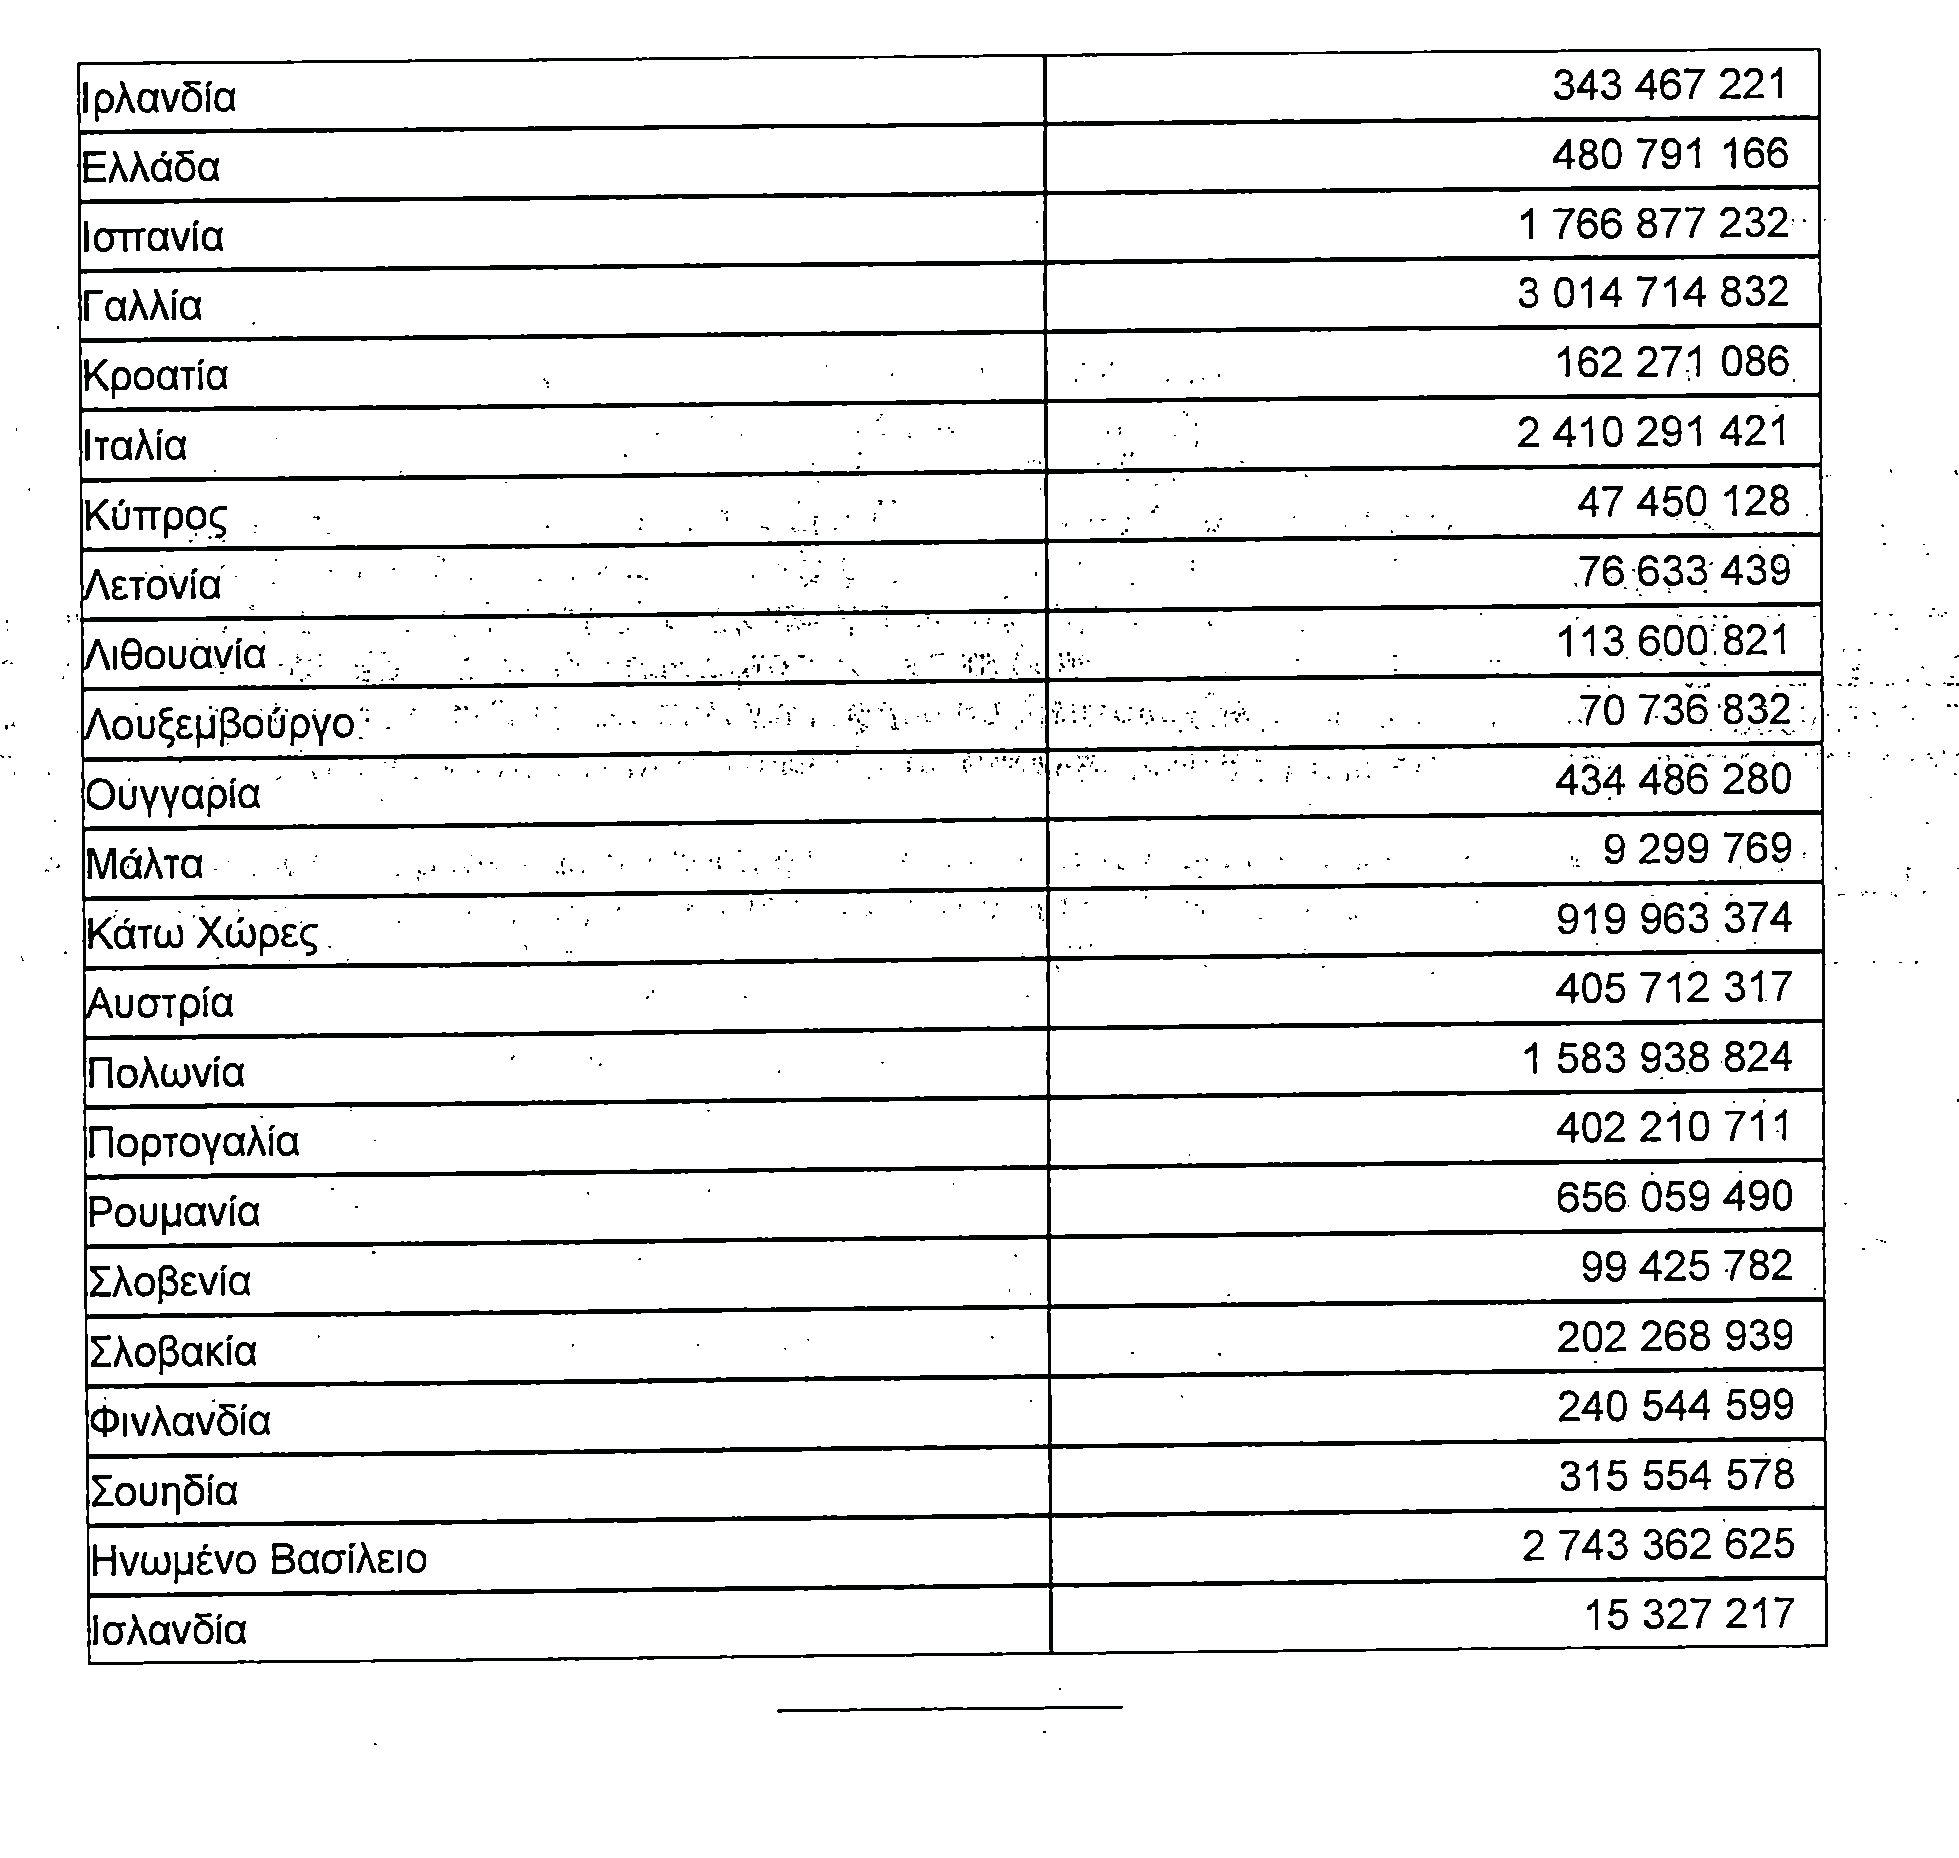 Ιρλανδία 343 467 221
Ελλάδα 480 791 166
Ισπανία 1 766 877 232
Γαλλία 3 014 714 832
Κροατία 162 271 086
Ιταλία 2 410 291 421
Κύπρος 47 450 128
Λετονία 76 633 439
Λιθουανία 113 600 821
Λουξεμβούργο 70 736 832
Ουγγαρία 434 486 280
Μάλτα 9 299 769
Κάτω Χώρες 919 963 374
Αυστρία 405 712 317
Πολωνία 1 583 938 824
Πορτογαλία 402 210 711
Ρουμανία 656 059 490
Σλοβενία 99 425 782
Σλοβακία 202 268 939
Φινλανδία 240 544 599
Σουηδία 315 554 578
Ηνωμένο Βασίλειο 2 743 362 625
Ισλανδία 15 327 217